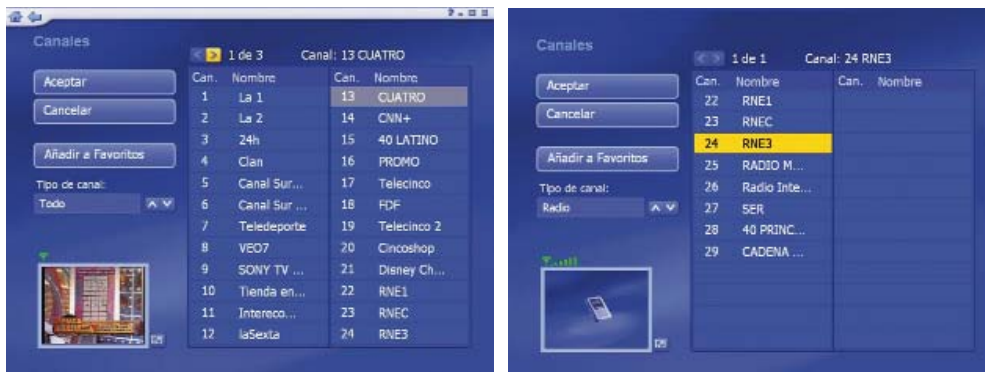 Canales
1 de 3 Canal: 13 CUATRO
Aceptar
Cancelar
Añadir a Favoritos
Tipo de canal:
Todo
Can. Nombre Can. Nombre
1 La 1 13 CUATRO
2 La 2 14 CNN+
3 24h 15 40 LATINO
4 Clan 16 PROMO
5 Canal Sur... 17 Telecinco
6 Canal Sur ... 18 FDF
7 Teledeporte 19 Telecinco 2
8 VEO7 20 Cincoshop
9 SONY TV ... 21 Disney Ch...
10 Tienda en... 22 RNE1
11 Intereco... 23 RNEC
12 laSexta 24 RNE3
Canales
1 de 1 Canal: 24 RNE3
Aceptar
Cancelar
Añadir a Favoritos
Tipo de canal:
Radio
Can. Nombre Can. Nombre
22 RNE1
23 RNEC
24 RNE3
25 RADIO M...
26 Radio Inte...
27 SER
28 40 PRINC...
29 CADENA ...